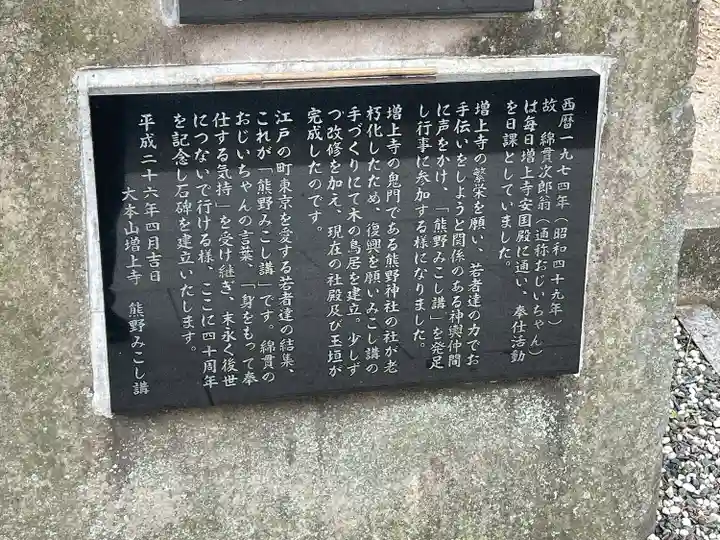 西暦一九七四年（昭和四十九年）
故 綿貫次郎翁（通称おじいちゃん）
は毎日増上寺安国殿に通い、奉仕活動
を日課としていました。
増上寺の繁栄を願い、若者達の力でお
手伝いをしようと関係のある神輿仲間
に声をかけ、「熊野みこし講」を発足
し行事に参加する様になりました。
増上寺の鬼門である熊野神社の社が老
朽化したため、復興を願いみこし講の
手づくりにて木の鳥居を建立。少しず
つ改修を加え、現在の社殿及び玉垣が
完成したのです。
江戸の町東京を愛する若者達の結集、
これが「熊野みこし講」です。綿貫の
おじいちゃんの言葉、「身をもって奉
仕する気持」を受け継ぎ、末永く後世
につないで行ける様、ここに四十周年
を記念し石碑を建立いたします。
平成二十六年四月吉日
大本山増上寺 熊野みこし講